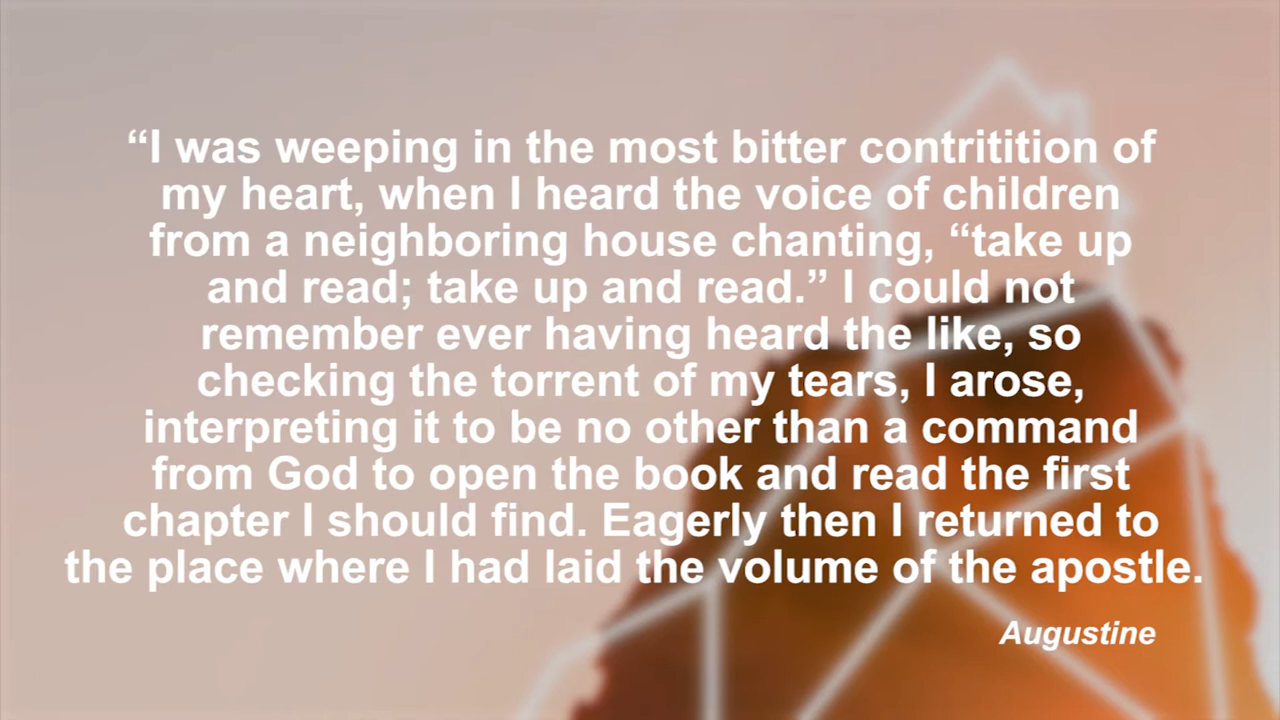 “I was weeping in the most bitter contritition of
my heart, when I heard the voice of children
from a neighboring house chanting, “take up
and read; take up and read.” I could not
remember ever having heard the like, so
checking the torrent of my tears, I arose,
interpreting it to be no other than a command
from God to open the book and read the first
chapter I should find. Eagerly then I returned to
the place where I had laid the volume of the apostle.
Augustine